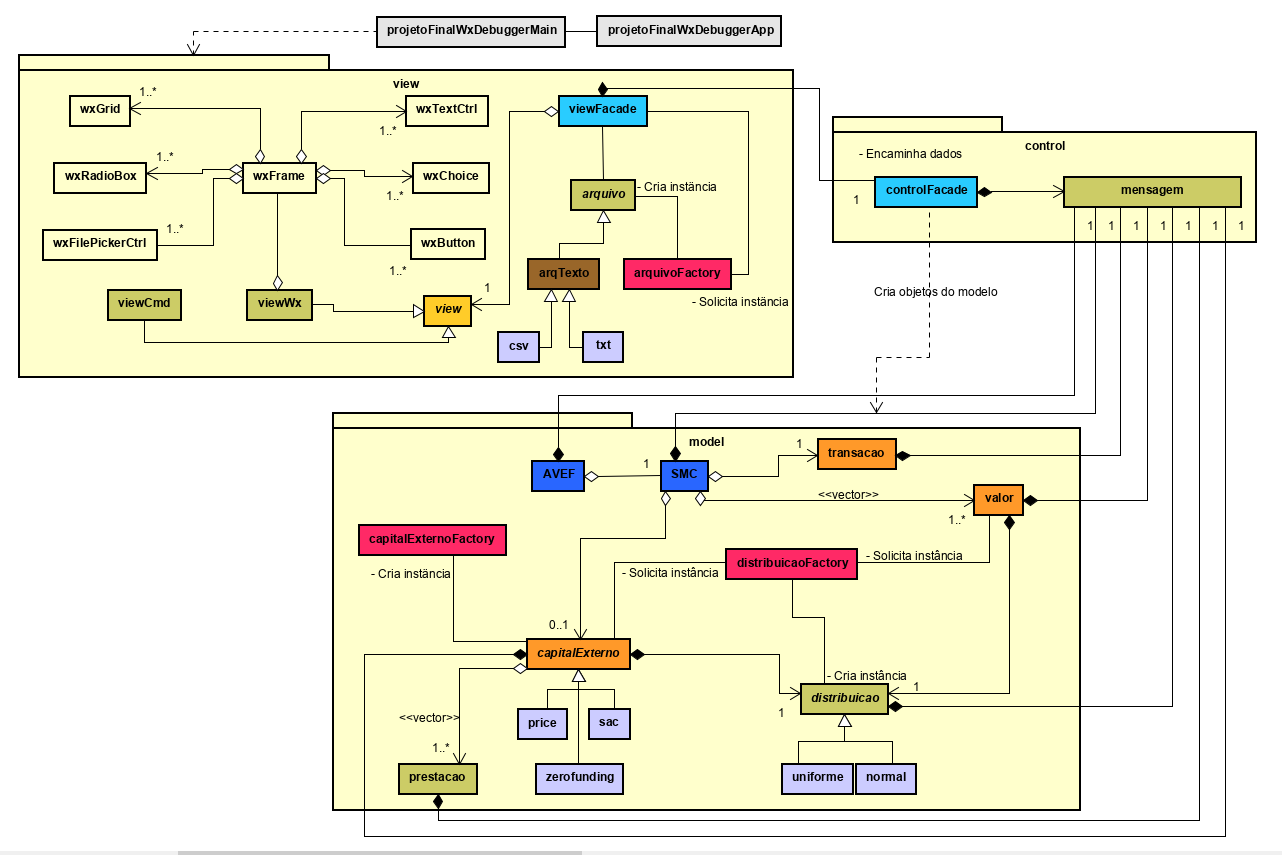 projetoFinalWxDebuggerMain
projetoFinalWxDebuggerApp
view
wxGrid
1..*
wxTextCtrl
1..*
viewFacade
wxRadioBox
1..*
wxFrame
wxChoice
1..*
arquivo
- Cria instância
wxFilePickerCtrl
1..*
wxButton
1..*
arqTexto
arquivoFactory
- Solicita instância
viewCmd
viewWx
view
1
csv
txt
control
- Encaminha dados
controlFacade
1
mensagem
1
1
1
1
1
1
1
Cria objetos do modelo
model
AVEF
1
SMC
1
transacao
<<vector>>
valor
1..*
capitalExternoFactory
- Cria instância
- Solicita instância
distribuicaoFactory
- Solicita instância
0..1
capitalExterno
- Cria instância
distribuicao
1
1
<<vector>>
1..*
price
sac
prestacao
zerofunding
uniforme
normal